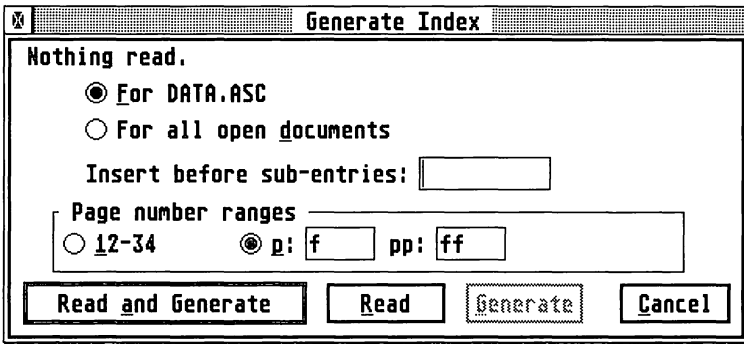 Generate Index
Nothing read.
For DATA.ASC
For all open documents
Insert before sub-entries:
Page number ranges
12-34 p: f pp: ff
Read and Generate Read Generate Cancel